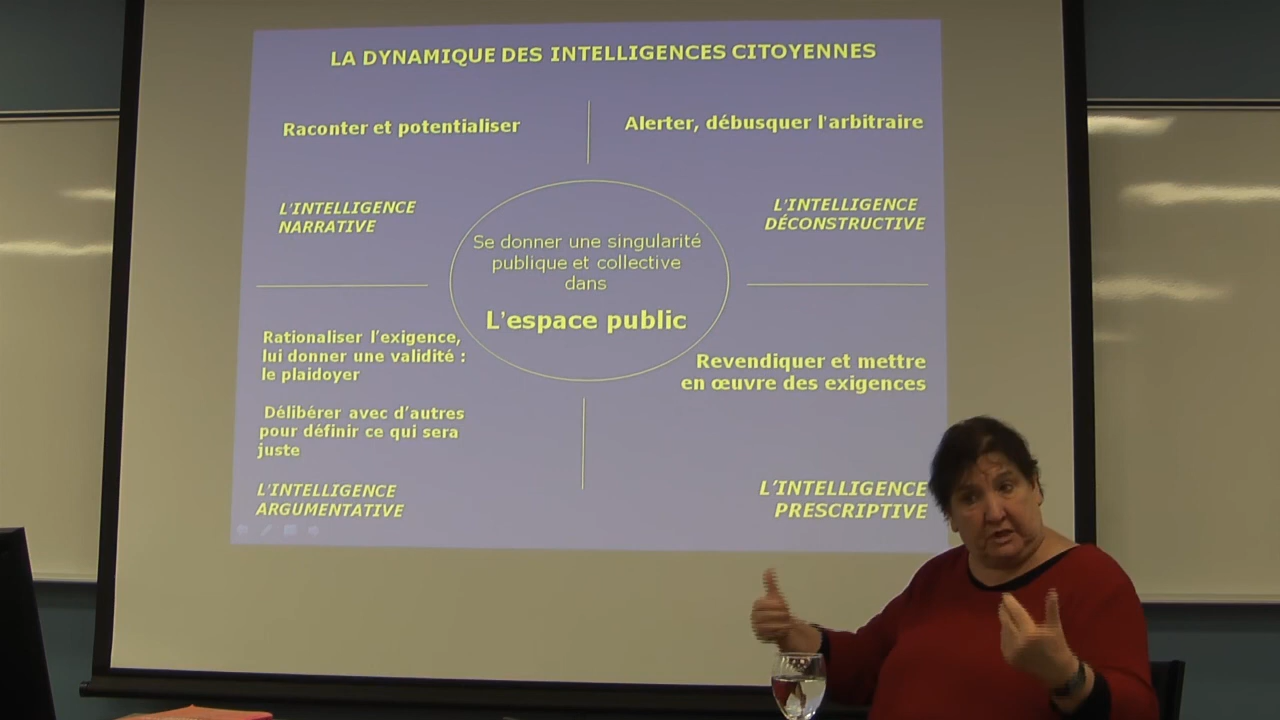 LA DYNAMIQUE DES INTELLIGENCES CITOYENNES
Raconter et potentialiser
Alerter, débusquer l'arbitraire
L'INTELLIGENCE
NARRATIVE
L'INTELLIGENCE
DÉCONSTRUCTIVE
Se donner une singularité
publique et collective
dans
L'espace public
Rationaliser l'exigence,
lui donner une validité :
le plaidoyer
Délibérer avec d'autres
pour définir ce qui sera
juste
L'INTELLIGENCE
ARGUMENTATIVE
Revendiquer et mettre
en œuvre des exigences
L'INTELLIGENCE
PRESCRIPTIVE